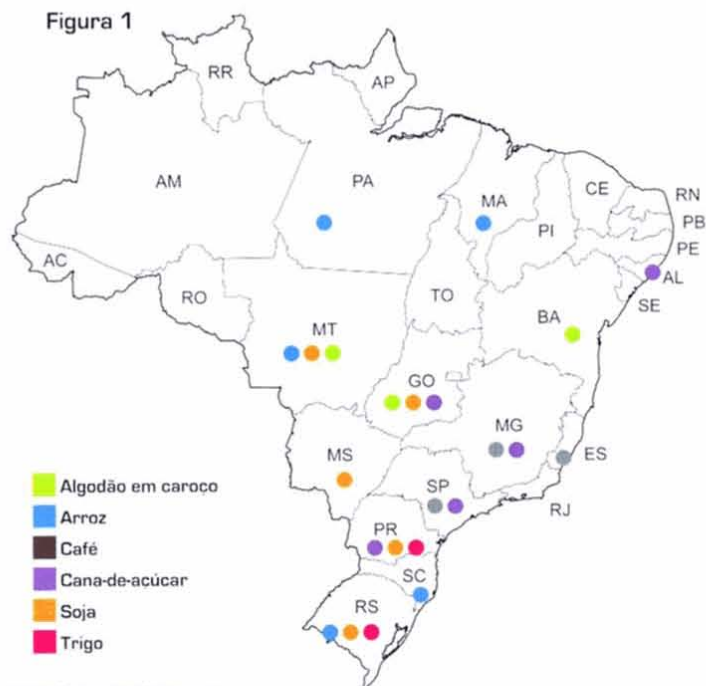 Figura 1
RR
AP
AM
PA
MA
CE
RN
PB
PI
PE
AC
AL
TO
SE
RO
BA
MT
GO
MG
ES
MS
SP
RJ
PR
SC
RS
Algodão em caroço
Arroz
Café
Cana-de-açúcar
Soja
Trigo